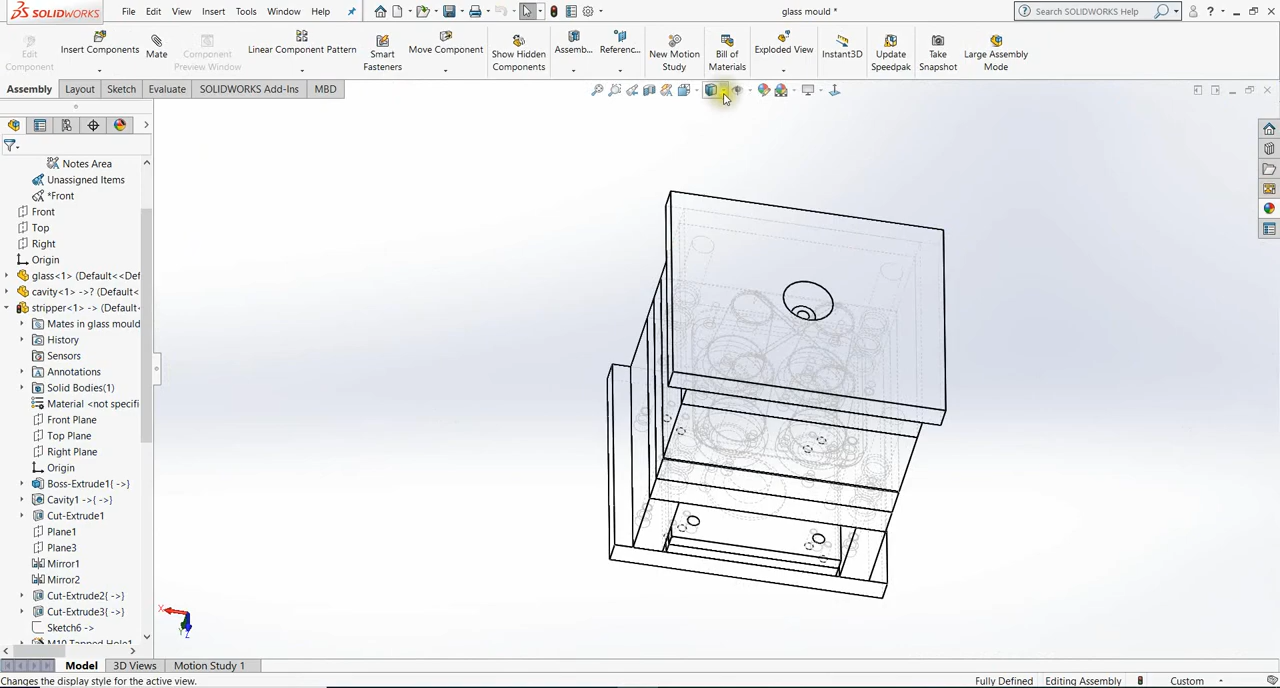 SOLIDWORKS
File Edit View Insert Tools Window Help
glass mould *
Search SOLIDWORKS Help
Edit Component
Insert Components
Mate
Component Preview Window
Linear Component Pattern
Smart Fasteners
Move Component
Show Hidden Components
Assemb...
Referenc...
New Motion Study
Bill of Materials
Exploded View
Instant3D
Update Speedpak
Take Snapshot
Large Assembly Mode
Assembly Layout Sketch Evaluate SOLIDWORKS Add-Ins MBD
Notes Area
Unassigned Items
*Front
Front
Top
Right
Origin
glass<1> (Default<<Def
cavity<1> ->? (Default<
stripper<1> -> (Default<
Mates in glass mould
History
Sensors
Annotations
Solid Bodies(1)
Material <not specifi
Front Plane
Top Plane
Right Plane
Origin
Boss-Extrude1{->}
Cavity1 ->{->}
Cut-Extrude1
Plane1
Plane3
Mirror1
Mirror2
Cut-Extrude2{->}
Cut-Extrude3{->}
Sketch6 ->
M10 Tapped Hole1
X
Y
Z
Model 3D Views Motion Study 1
Changes the display style for the active view.
Fully Defined Editing Assembly Custom